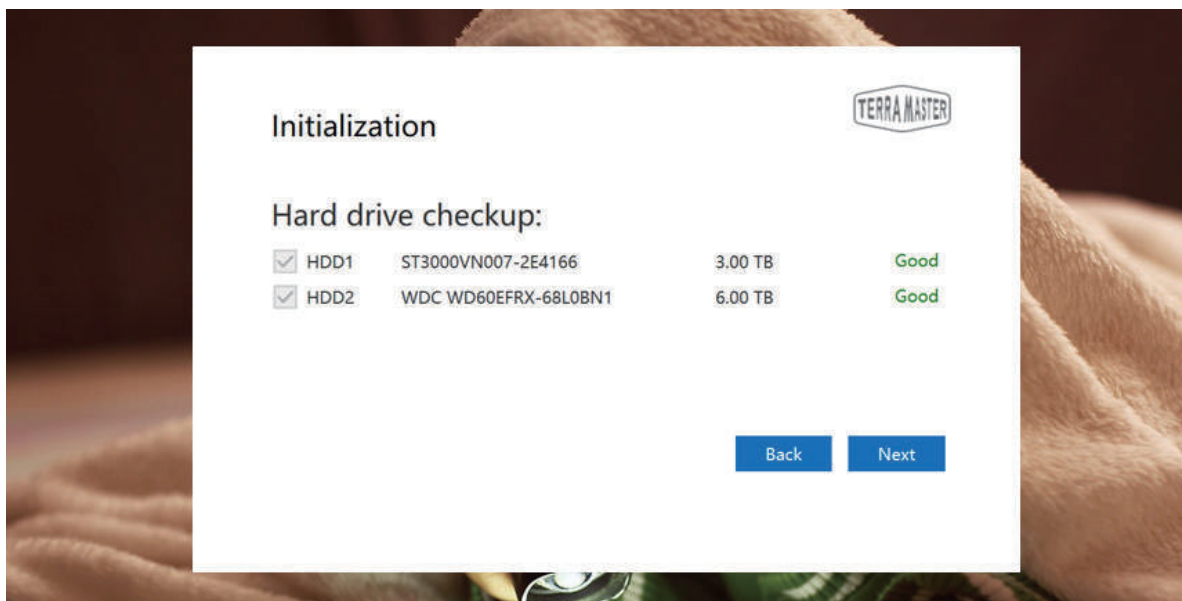 TERRA MASTER
Initialization
Hard drive checkup:
HDD1 ST3000VN007-2E4166 3.00 TB Good
HDD2 WDC WD60EFRX-68L0BN1 6.00 TB Good
Back Next